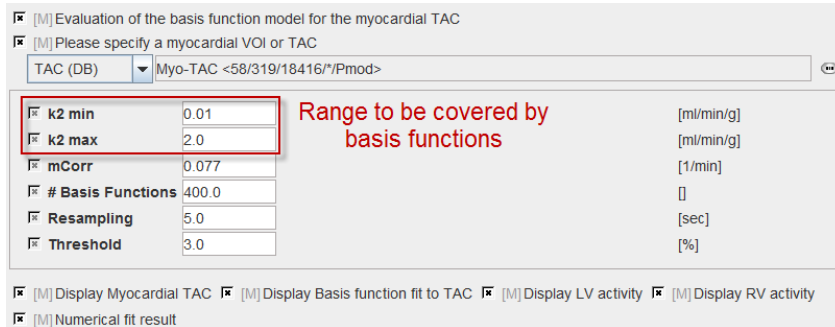 [M] Evaluation of the basis function model for the myocardial TAC
[M] Please specify a myocardial VOI or TAC
TAC (DB) Myo-TAC <58/319/18416/*/Pmod>
k2 min 0.01 [ml/min/g]
k2 max 2.0 [ml/min/g]
Range to be covered by
basis functions
mCorr 0.077 [1/min]
# Basis Functions 400.0 []
Resampling 5.0 [sec]
Threshold 3.0 [%]
[M] Display Myocardial TAC [M] Display Basis function fit to TAC [M] Display LV activity [M] Display RV activity
[M] Numerical fit result